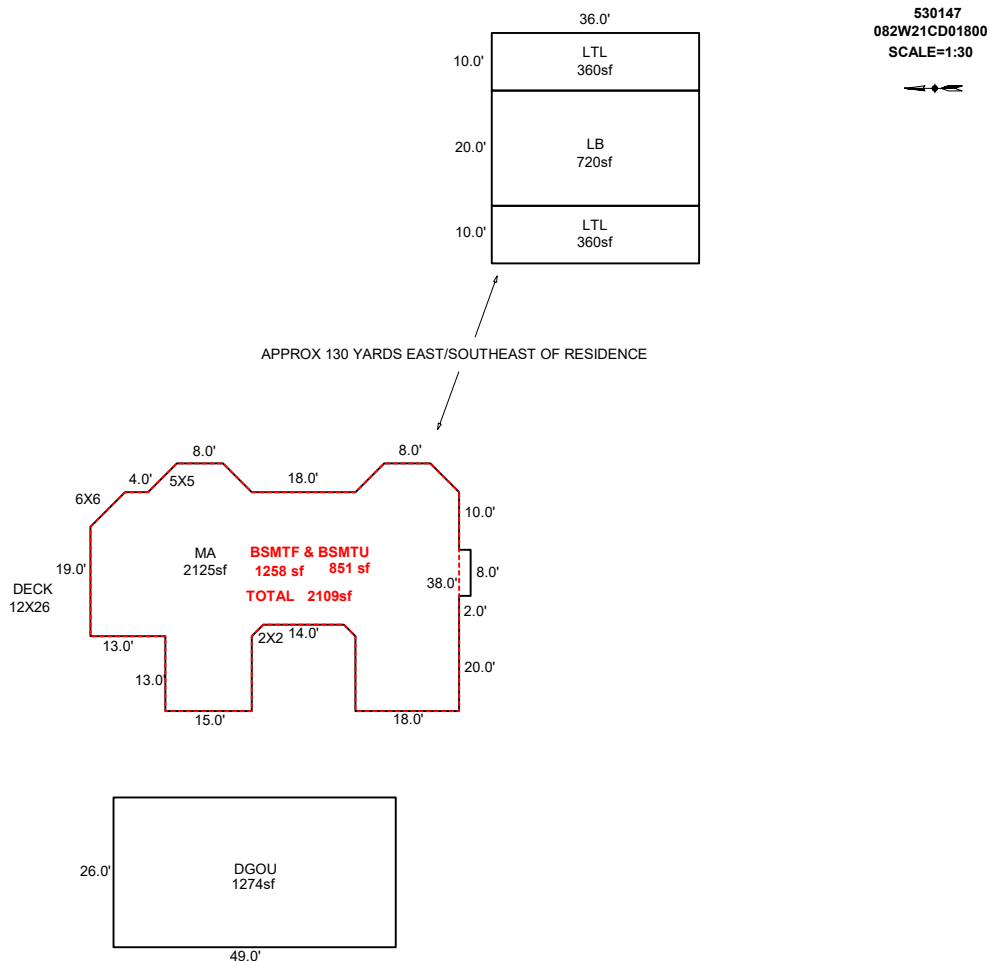 530147
082W21CD01800
SCALE=1:30
36.0'
10.0'
LTL
360sf
20.0'
LB
720sf
10.0'
LTL
360sf
APPROX 130 YARDS EAST/SOUTHEAST OF RESIDENCE
8.0'
8.0'
4.0'
5X5
18.0'
6X6
10.0'
MA
2125sf
BSMTF & BSMTU
1258 sf 851 sf
TOTAL 2109sf
19.0'
38.0'
8.0'
2.0'
DECK
12X26
13.0'
2X2
14.0'
13.0'
20.0'
15.0'
18.0'
26.0'
DGOU
1274sf
49.0'